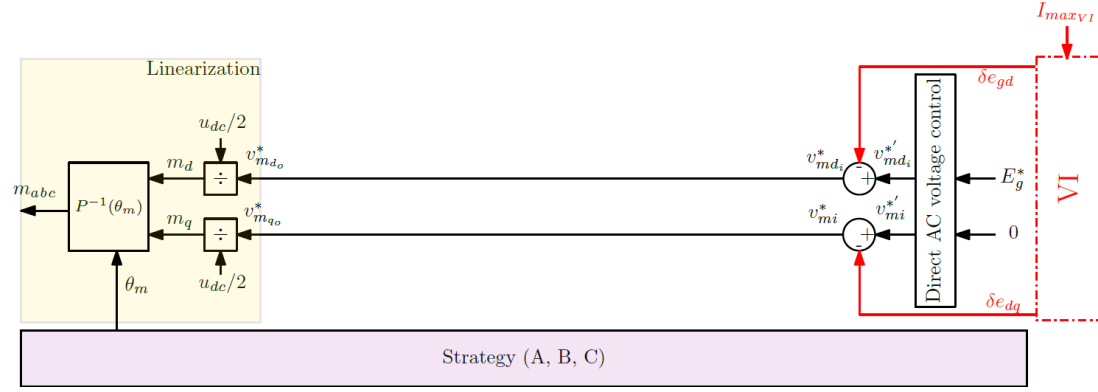 I_{max_{VI}}
Linearization
δe_{gd}
u_{dc}/2
m_d
v^*_{m_{d_o}}
v^*_{md_i}
v^{*'}_{md_i}
÷
-
+
E^*_g
m_{abc}
P^{-1}(θ_m)
Direct AC voltage control
VI
m_q
v^*_{m_{q_o}}
v^*_{mi}
v^{*'}_{mi}
÷
+
-
0
θ_m
u_{dc}/2
δe_{dq}
Strategy (A, B, C)